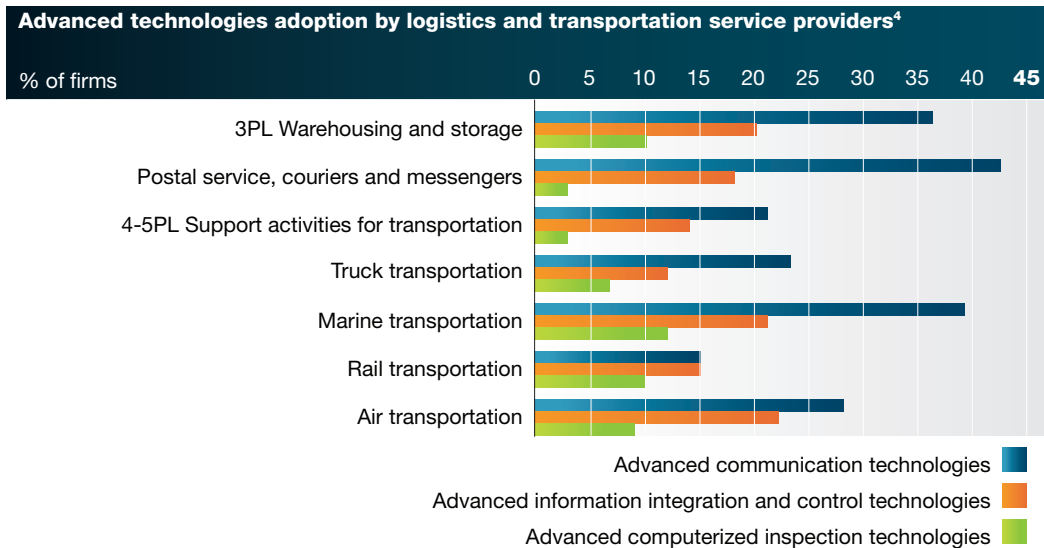 Advanced technologies adoption by logistics and transportation service providers⁴
% of firms 0 5 10 15 20 25 30 35 40 45
3PL Warehousing and storage
Postal service, couriers and messengers
4-5PL Support activities for transportation
Truck transportation
Marine transportation
Rail transportation
Air transportation
Advanced communication technologies
Advanced information integration and control technologies
Advanced computerized inspection technologies